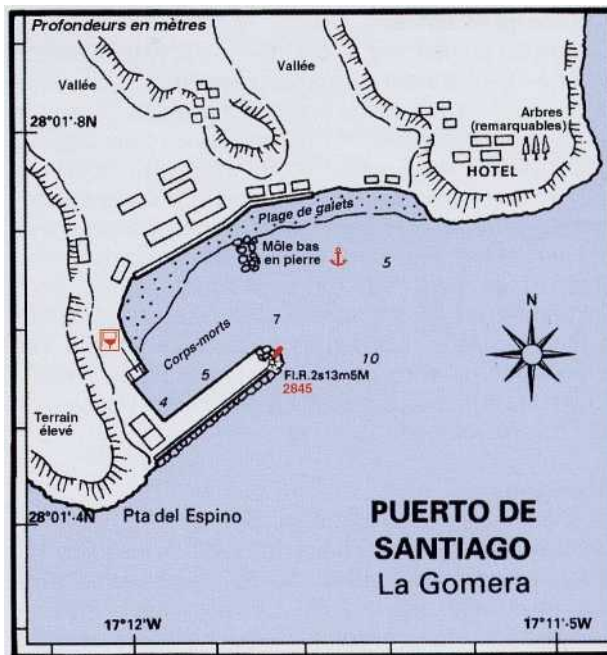 Profondeurs en mètres
Vallée
Vallée
28°01'·8N
Arbres
(remarquables)
HOTEL
Plage de galets
Môle bas
en pierre
5
7
Corps-morts
10
5
Fl.R.2s13m5M
2845
4
N
Terrain
élevé
28°01'·4N
Pta del Espino
PUERTO DE
SANTIAGO
La Gomera
17°12'W
17°11'·5W